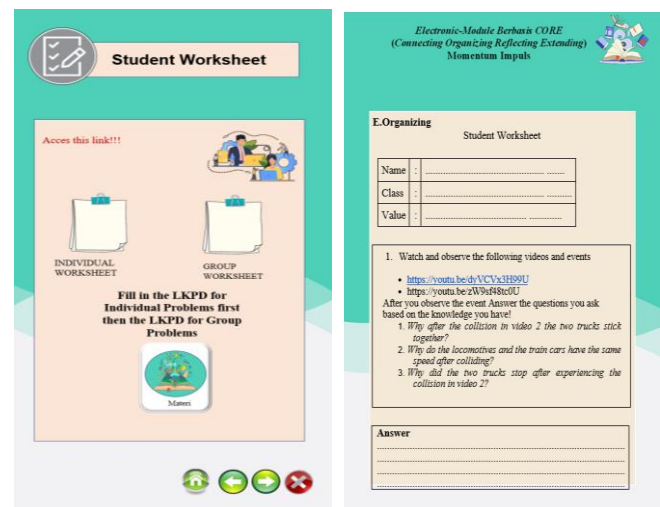 Student Worksheet
Acces this link!!!
INDIVIDUAL
WORKSHEET
GROUP
WORKSHEET
Fill in the LKPD for
Individual Problems first
then the LKPD for Group
Problems
Materi
Electronic-Module Berbasis CORE
(Connecting Organizing Reflecting Extending)
Momentum Impuls
E.Organizing
Student Worksheet
Name : ........................................................ .......
Class : ........................................................ ..........
Value : ................................................. ...............
1. Watch and observe the following videos and events
• https://youtu.be/dyVCVx3H99U
• https://youtu.be/zW9sf48tc0U
After you observe the event Answer the questions you ask
based on the knowledge you have!
1. Why after the collision in video 2 the two trucks stick
together?
2. Why do the locomotives and the train cars have the same
speed after colliding?
3. Why did the two trucks stop after experiencing the
collision in video 2?
Answer